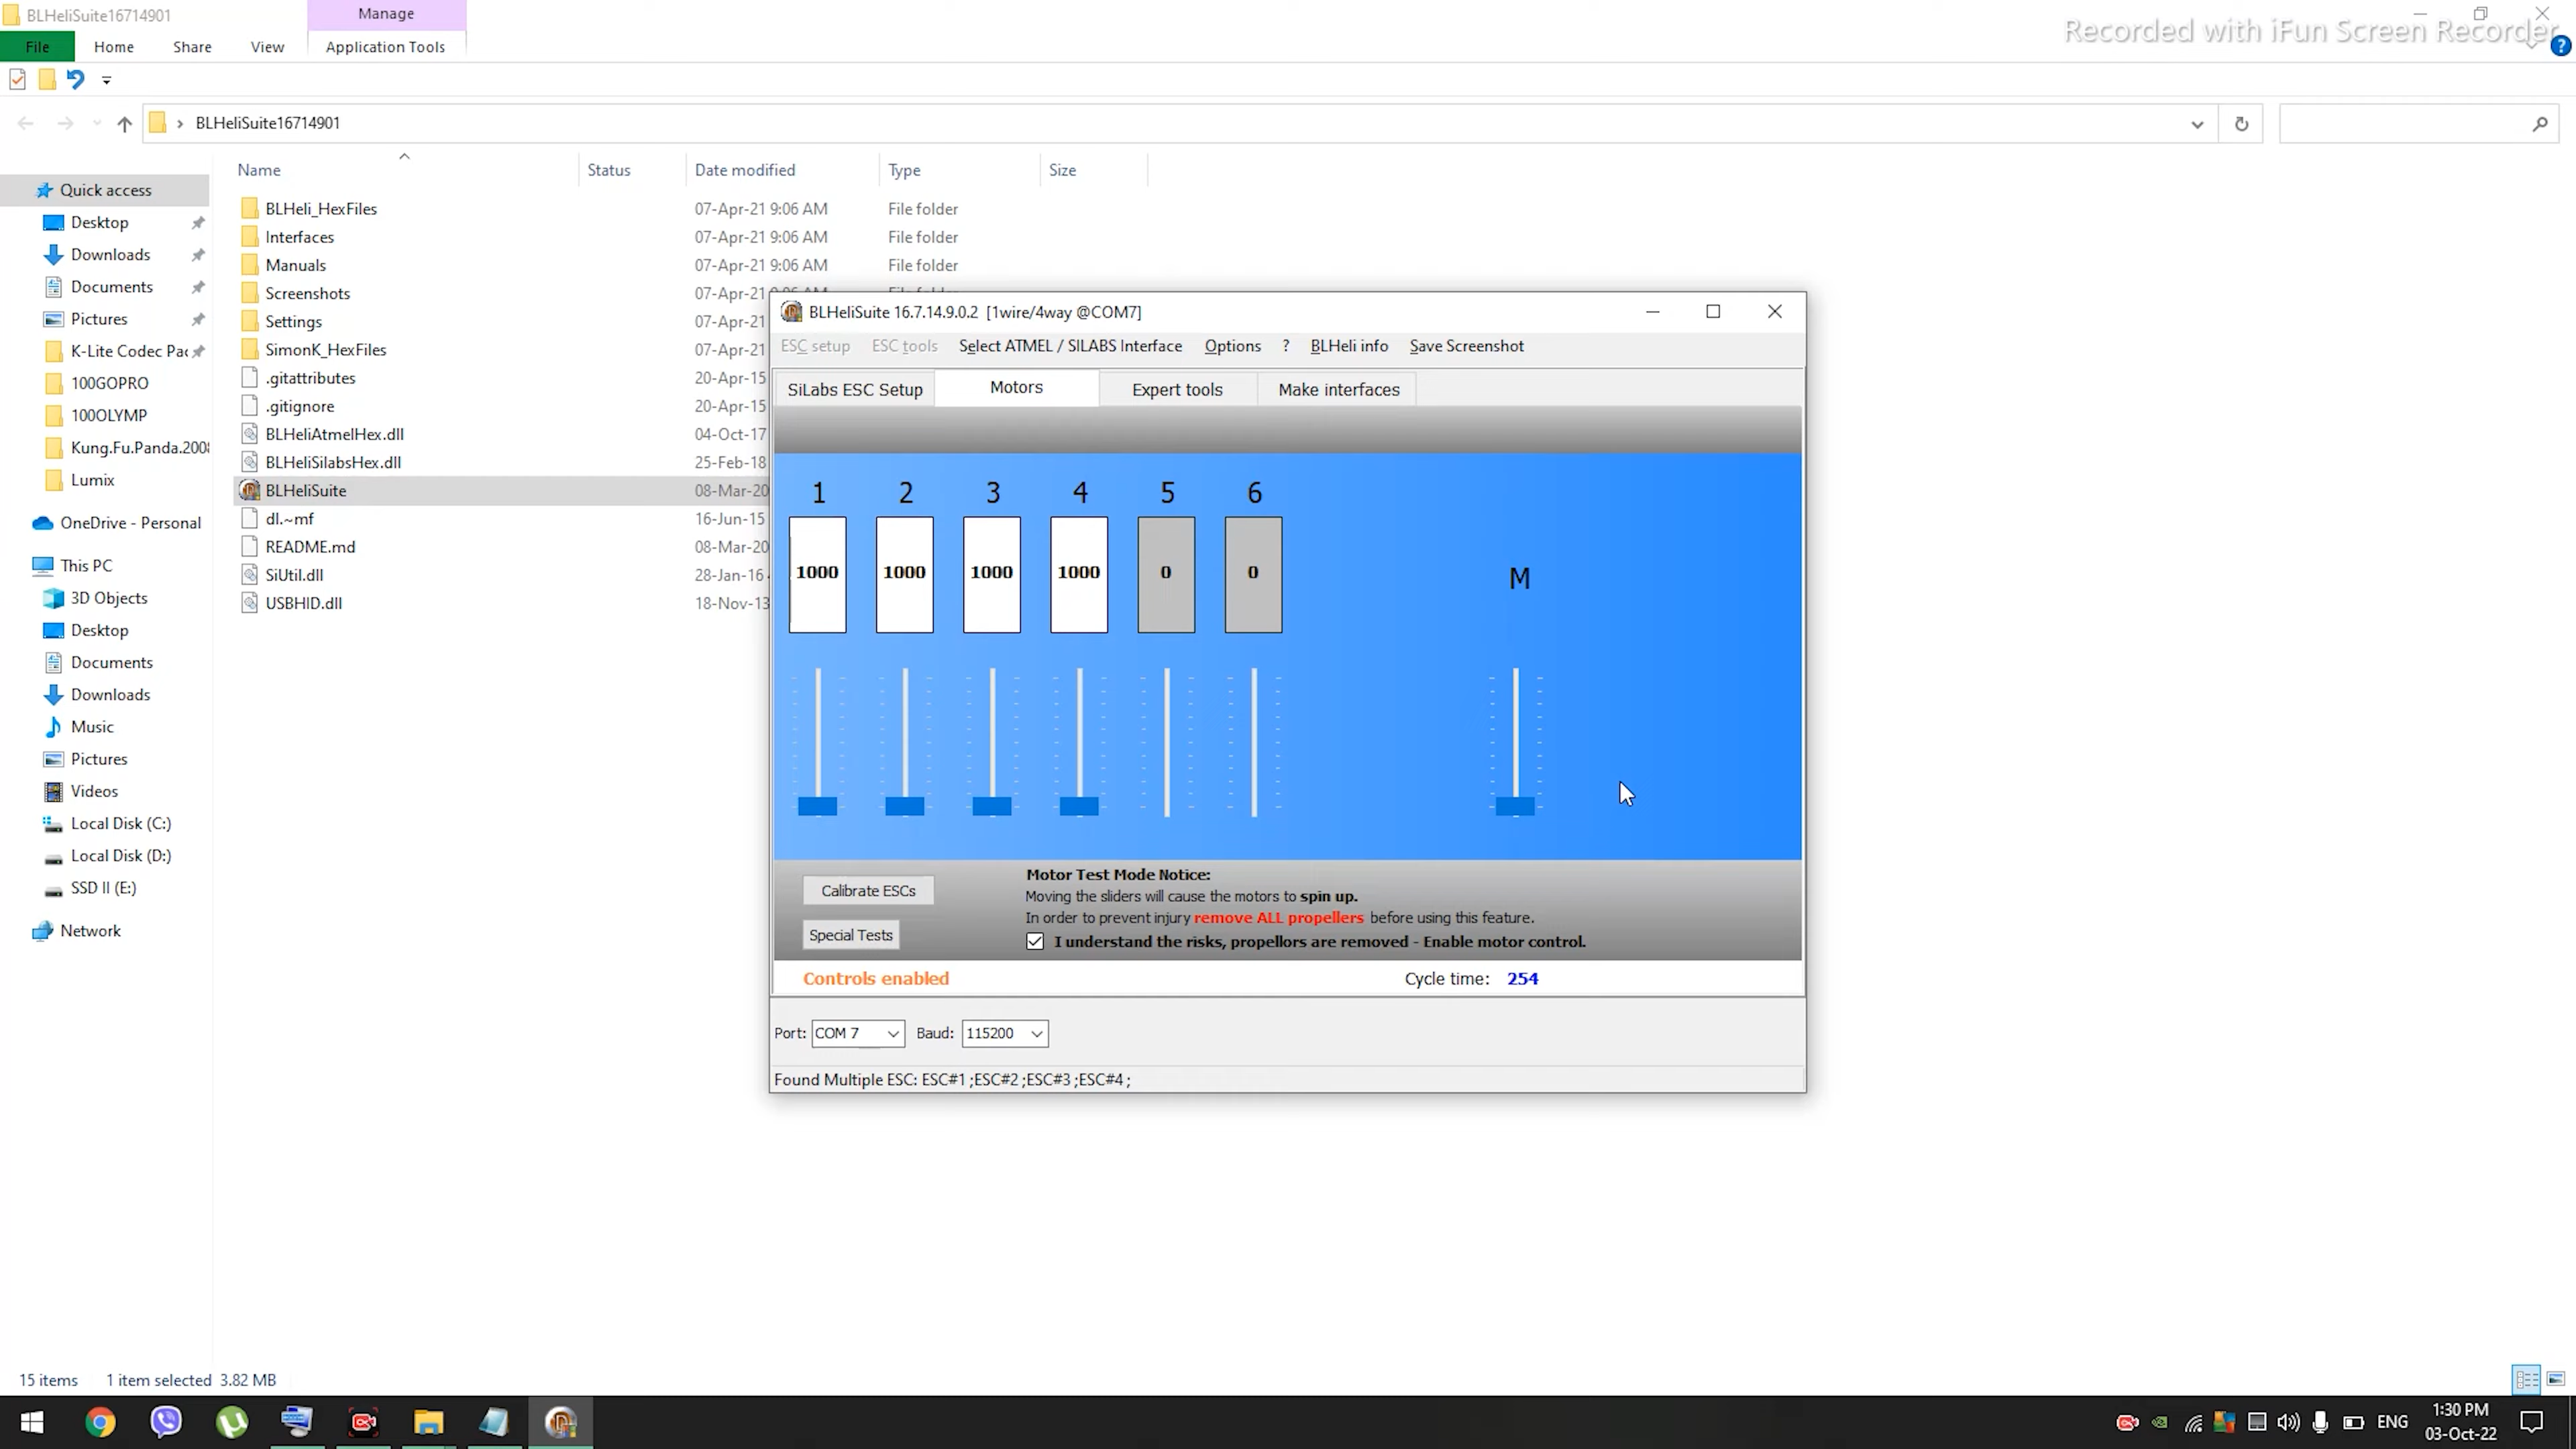 BLHeliSuite16714901
Manage
Recorded with iFun Screen Recorder
File
Home
Share
View
Application Tools
BLHeliSuite16714901
Name
Status
Date modified
Type
Size
Quick access
Desktop
Downloads
Documents
Pictures
K-Lite Codec Pac
100GOPRO
100OLYMP
Kung.Fu.Panda.2008
Lumix
OneDrive - Personal
This PC
3D Objects
Desktop
Documents
Downloads
Music
Pictures
Videos
Local Disk (C:)
Local Disk (D:)
SSD II (E:)
Network
BLHeli_HexFiles 07-Apr-21 9:06 AM File folder
Interfaces 07-Apr-21 9:06 AM File folder
Manuals 07-Apr-21 9:06 AM File folder
Screenshots 07-Apr-21 9:06 AM File folder
Settings 07-Apr-21
SimonK_HexFiles 07-Apr-21
.gitattributes 20-Apr-15
.gitignore 20-Apr-15
BLHeliAtmelHex.dll 04-Oct-17
BLHeliSilabsHex.dll 25-Feb-18
BLHeliSuite 08-Mar-20
dl.~mf 16-Jun-15
README.md 08-Mar-20
SiUtil.dll 28-Jan-16
USBHID.dll 18-Nov-13
BLHeliSuite 16.7.14.9.0.2 [1wire/4way @COM7]
ESC setup
ESC tools
Select ATMEL / SILABS Interface
Options
?
BLHeli info
Save Screenshot
SiLabs ESC Setup
Motors
Expert tools
Make interfaces
1 2 3 4 5 6
1000 1000 1000 1000 0 0
M
Calibrate ESCs
Special Tests
Motor Test Mode Notice:
Moving the sliders will cause the motors to spin up.
In order to prevent injury remove ALL propellers before using this feature.
I understand the risks, propellors are removed - Enable motor control.
Controls enabled
Cycle time: 254
Port: COM 7 Baud: 115200
Found Multiple ESC: ESC#1 ;ESC#2 ;ESC#3 ;ESC#4 ;
15 items 1 item selected 3.82 MB
ENG
1:30 PM
03-Oct-22